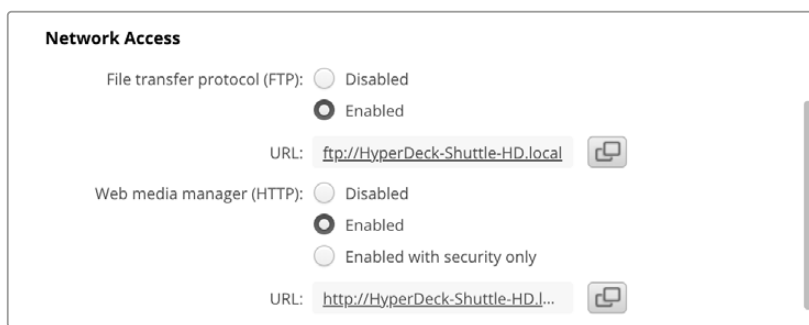 Network Access
File transfer protocol (FTP): Disabled
Enabled
URL: ftp://HyperDeck-Shuttle-HD.local
Web media manager (HTTP): Disabled
Enabled
Enabled with security only
URL: http://HyperDeck-Shuttle-HD.l...